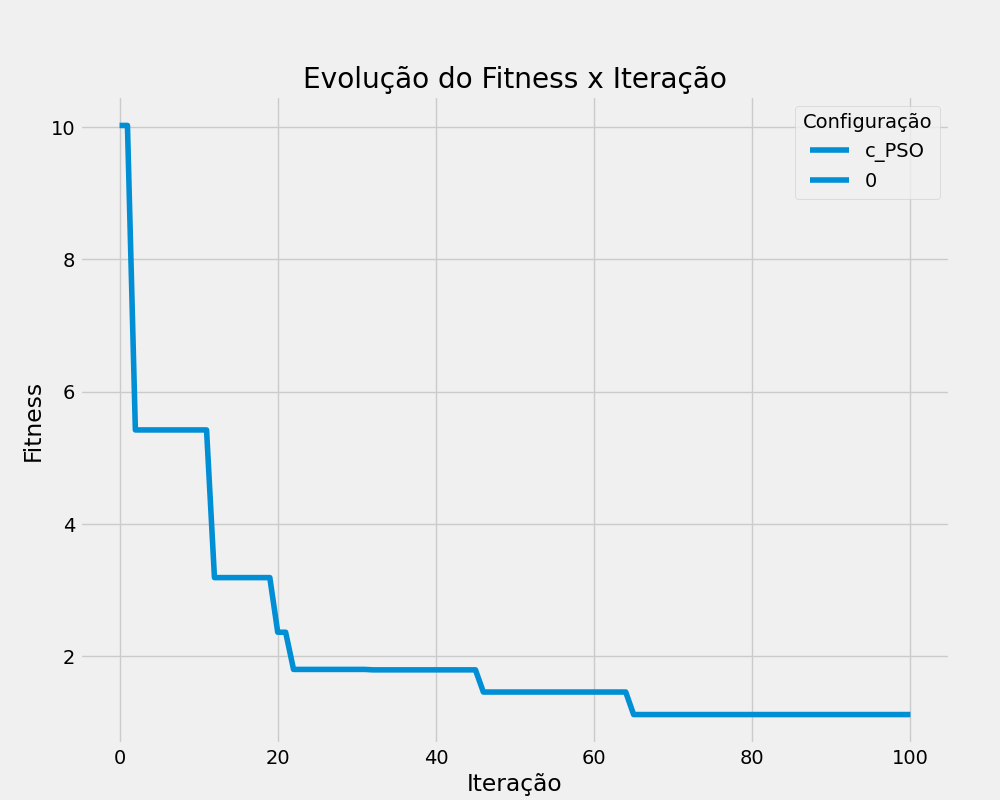 Evolução do Fitness x Iteração
Configuração
c_PSO
0
Fitness
10
8
6
4
2
0 20 40 60 80 100
Iteração